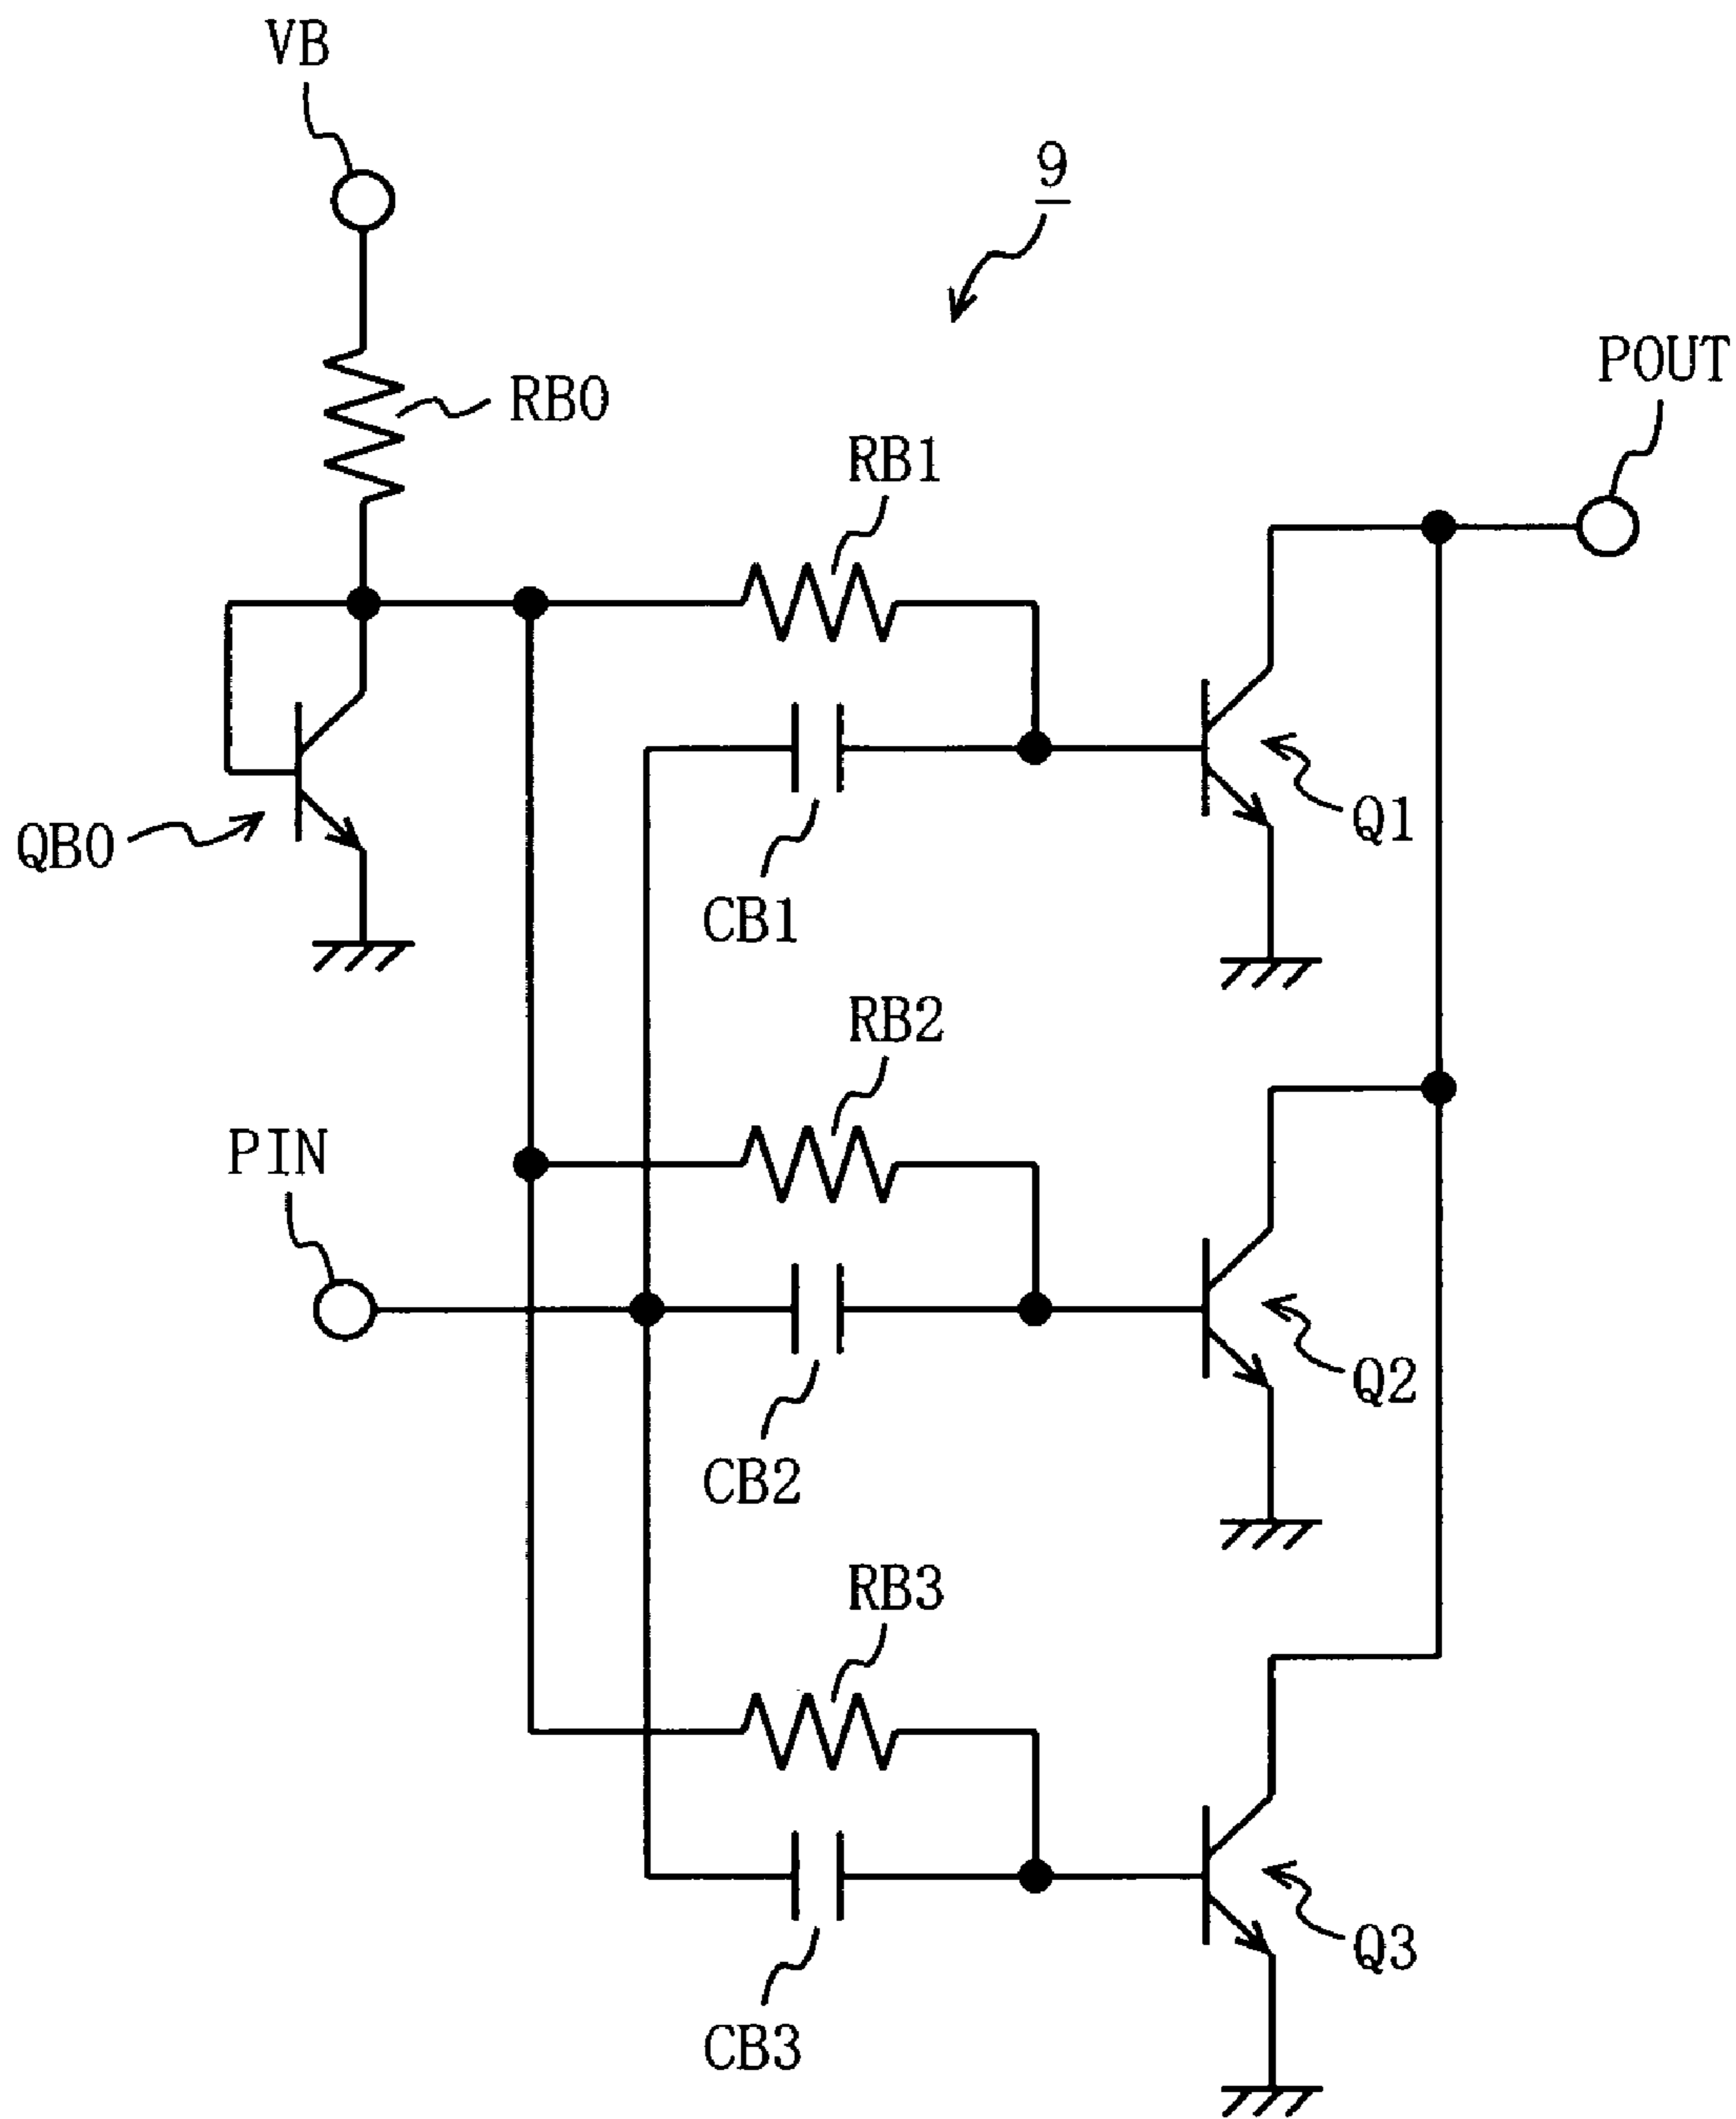 VB
9
POUT
RB0
RB1
QB0
Q1
CB1
RB2
PIN
Q2
CB2
RB3
Q3
CB3